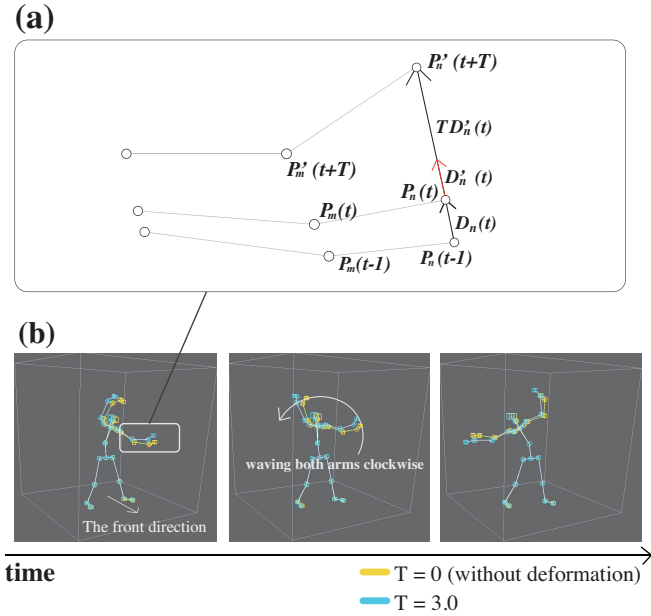 (a)
P'n (t+T)
TD'n(t)
P'm (t+T)
D'n (t)
Pn(t)
Pm(t)
Dn(t)
Pm(t-1)
Pn(t-1)
(b)
waving both arms clockwise
The front direction
time
T = 0 (without deformation)
T = 3.0